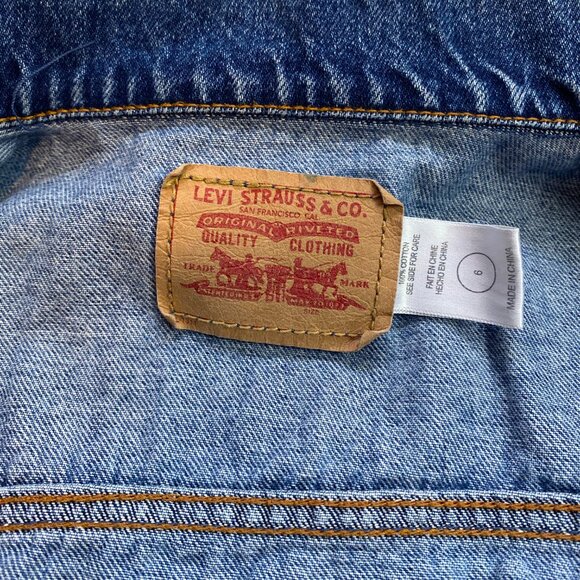 LEVI STRAUSS & CO.
SAN FRANCISCO, CAL.
ORIGINAL RIVETED
QUALITY CLOTHING
TRADE MARK
SIZE
100% COTTON
SEE SIDE FOR CARE
FAIT EN CHINE
HECHO EN CHINA
6
MADE IN CHINA